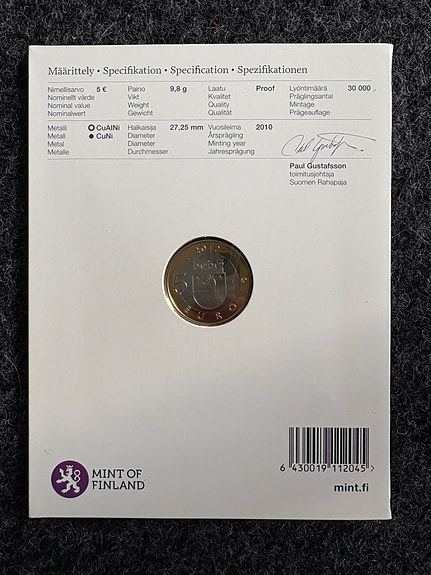 Määrittely • Specifikation • Specification • Spezifikationen
Nimellisarvo 5 € Paino 9,8 g Laatu Proof Lyöntimäärä 30 000
Nominellt värde Vikt Kvalitet Präglingsantal
Nominal value Weight Quality Mintage
Nominalwert Gewicht Qualität Prägeauflage
Metalli CuAlNi Halkaisija 27,25 mm Vuosileima 2010
Metall CuNi Diameter Årsprägling
Metal Diameter Minting year
Metalle Durchmesser Jahresprägung
Paul Gustafsson
toimitusjohtaja
Suomen Rahapaja
2010
5
EURO
6 430019 112045 >
MINT OF
FINLAND
mint.fi